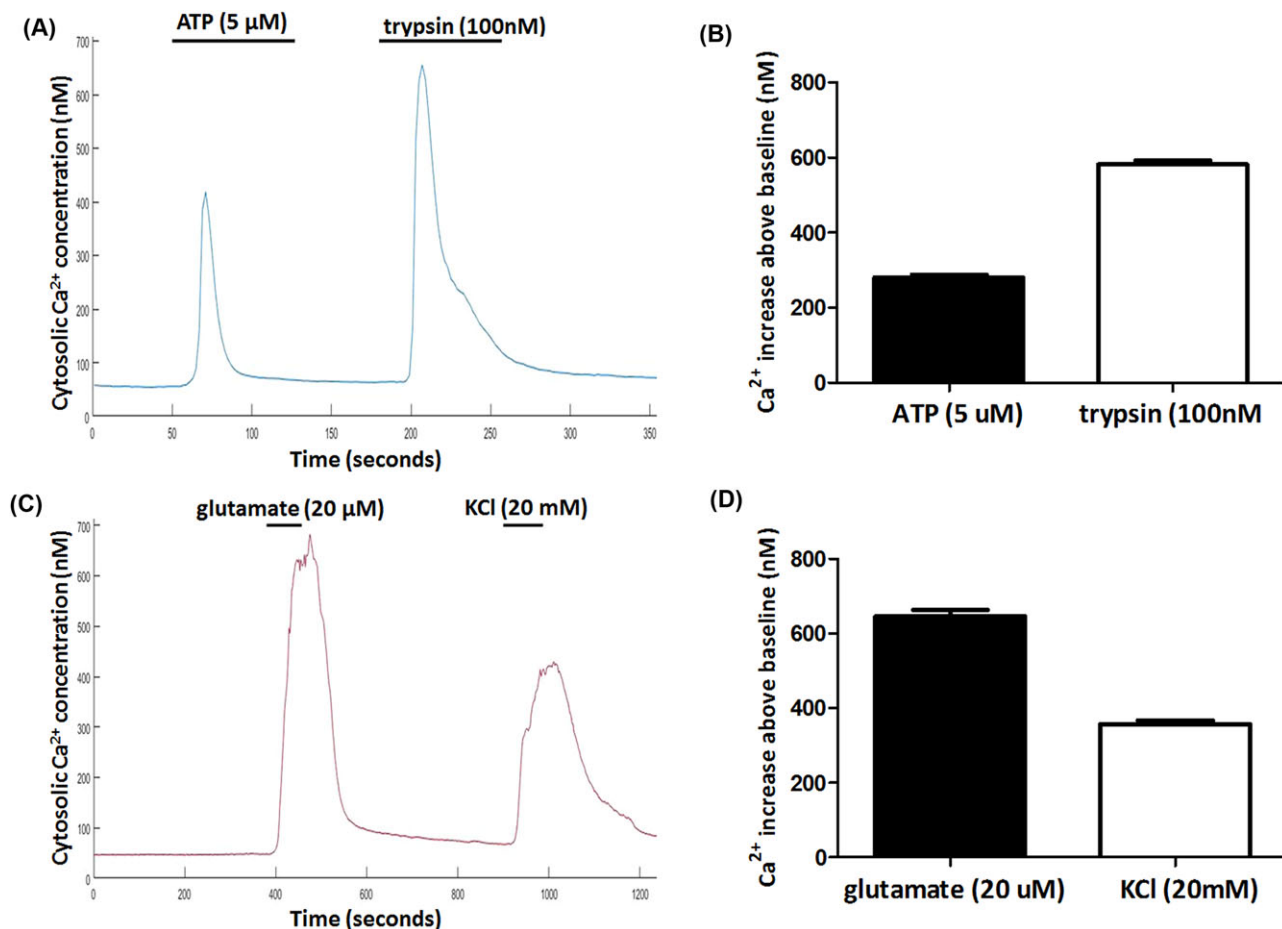 (A)
ATP (5 µM)
trypsin (100nM)
Cytosolic Ca²⁺ concentration (nM)
700
600
500
400
300
200
100
0
0 50 100 150 200 250 300 350
Time (seconds)
(B)
Ca²⁺ increase above baseline (nM)
800
600
400
200
0
ATP (5 uM) trypsin (100nM
(C)
glutamate (20 µM)
KCl (20 mM)
Cytosolic Ca²⁺ concentration (nM)
700
600
500
400
300
200
100
0
0 200 400 600 800 1000 1200
Time (seconds)
(D)
Ca²⁺ increase above baseline (nM)
800
600
400
200
0
glutamate (20 uM) KCl (20mM)